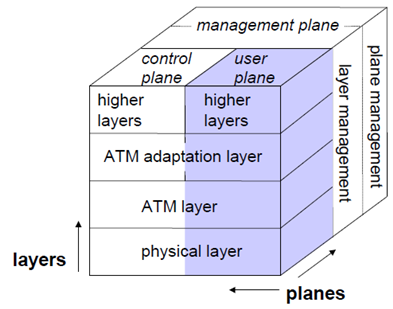 management plane
control
plane
user
plane
higher
layers
higher
layers
ATM adaptation layer
ATM layer
physical layer
layer management
plane management
layers
planes